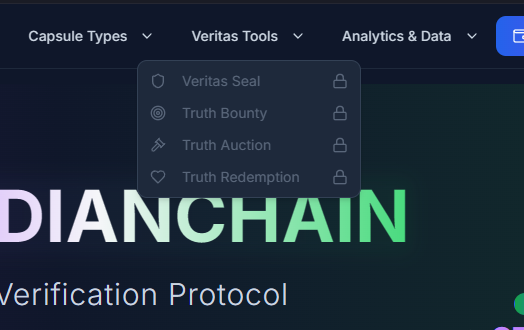 Capsule Types Veritas Tools Analytics & Data
Veritas Seal
Truth Bounty
Truth Auction
Truth Redemption
DIANCHAIN
Verification Protocol